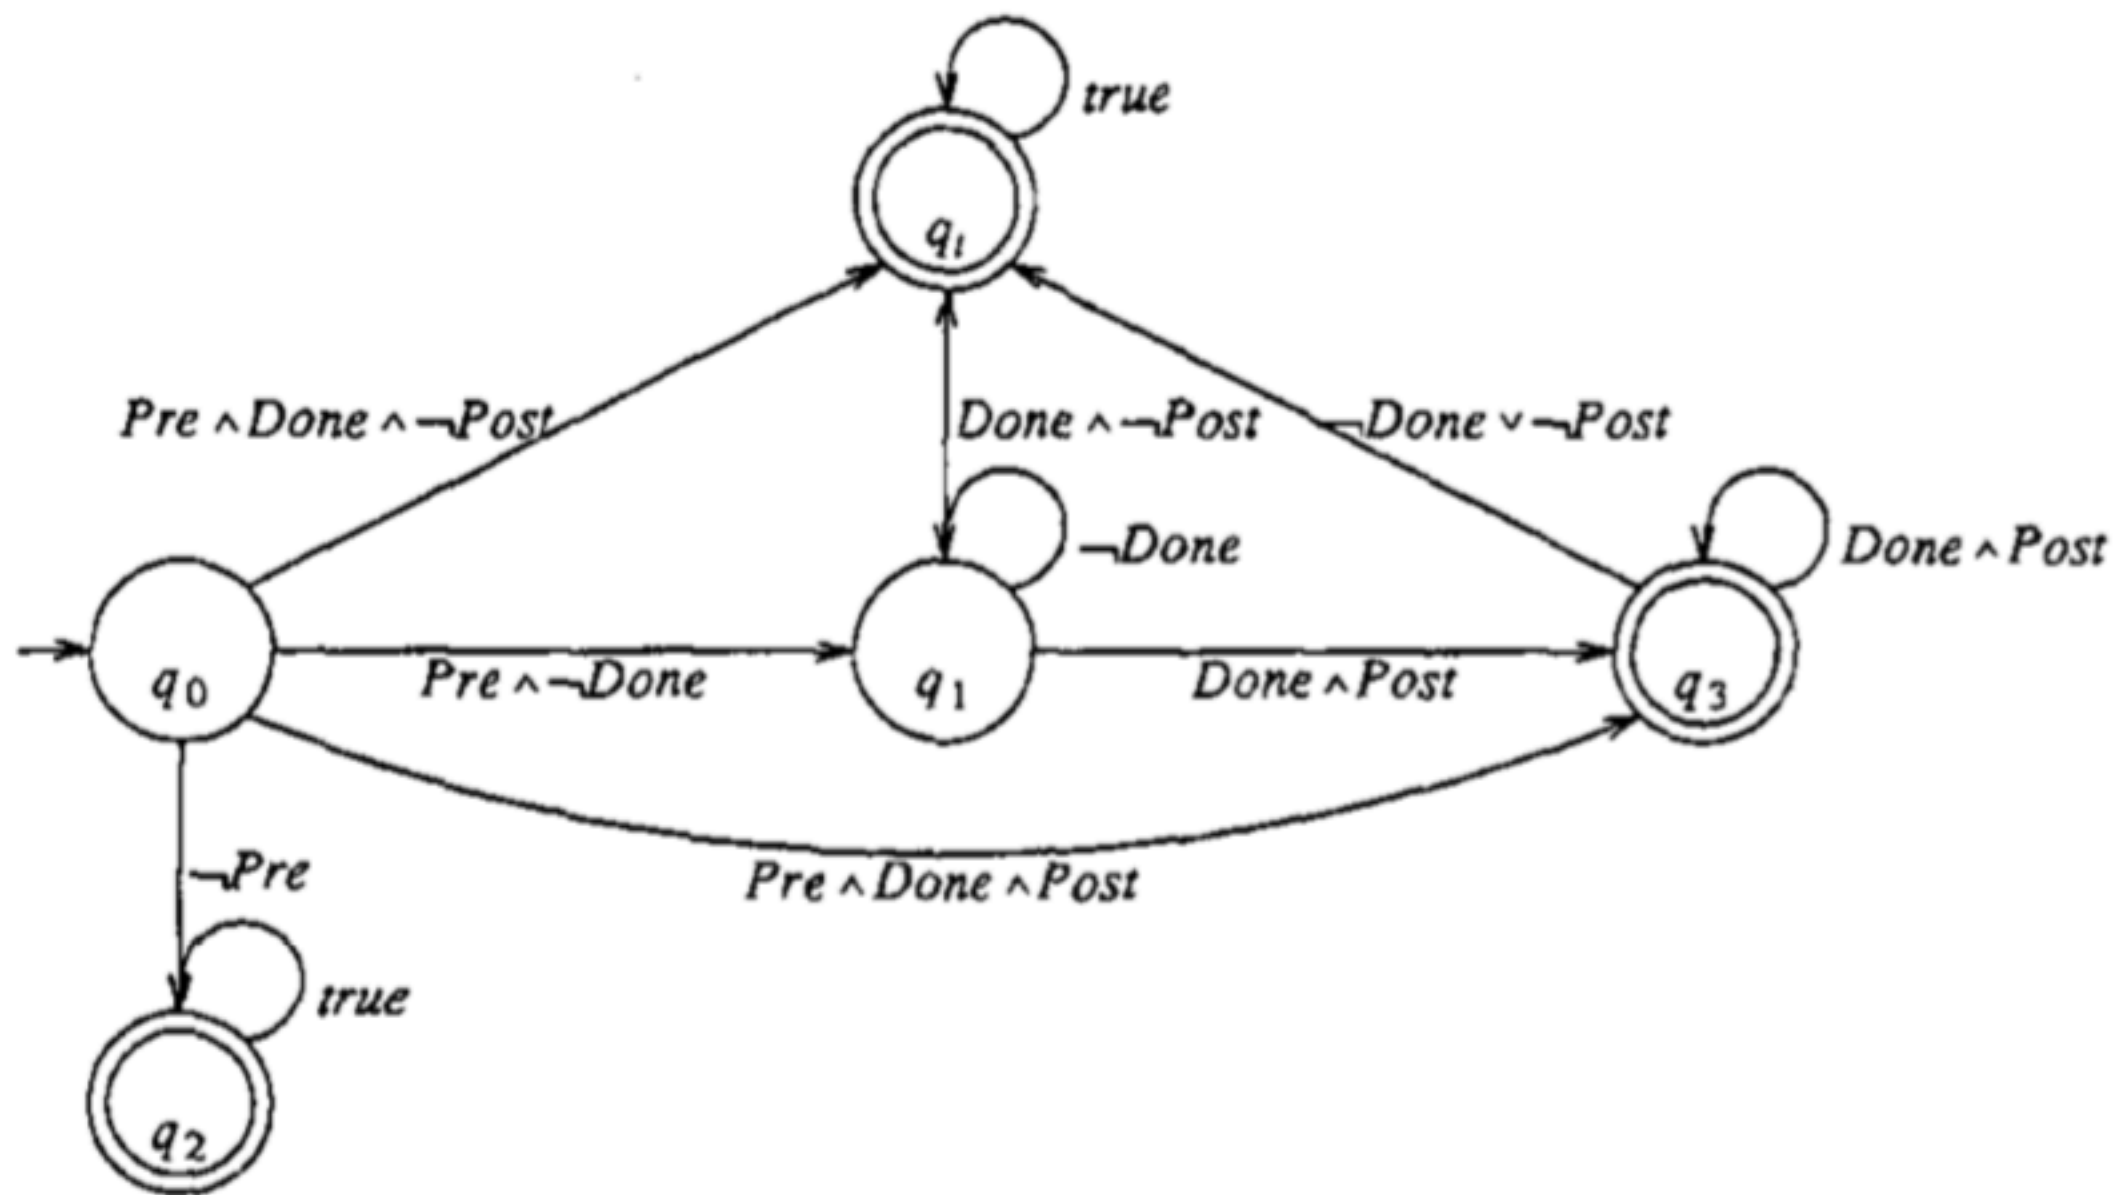 true
qₜ
Pre ∧ Done ∧ ¬Post
Done ∧ ¬Post
¬Done ∨ ¬Post
¬Done
Done ∧ Post
q₀
Pre ∧ ¬Done
q₁
Done ∧ Post
q₃
¬Pre
Pre ∧ Done ∧ Post
true
q₂